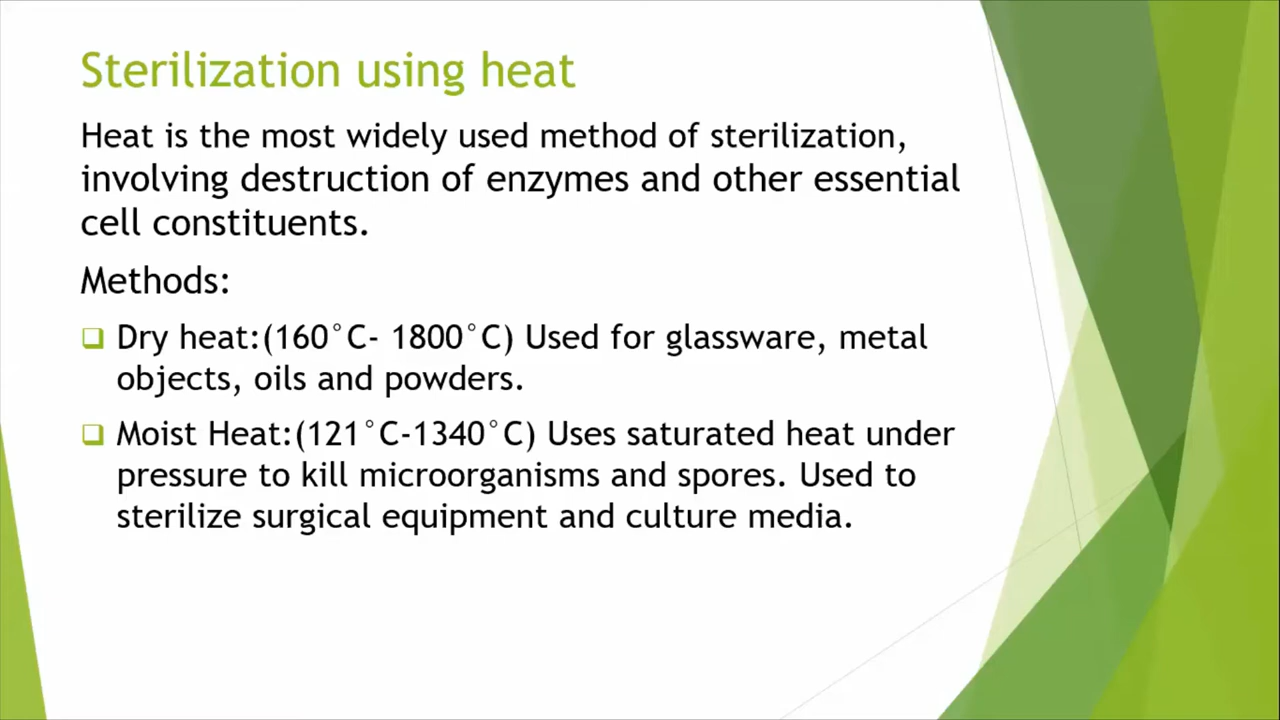 Sterilization using heat
Heat is the most widely used method of sterilization,
involving destruction of enzymes and other essential
cell constituents.
Methods:
Dry heat:(160°C- 1800°C) Used for glassware, metal
objects, oils and powders.
Moist Heat:(121°C-1340°C) Uses saturated heat under
pressure to kill microorganisms and spores. Used to
sterilize surgical equipment and culture media.